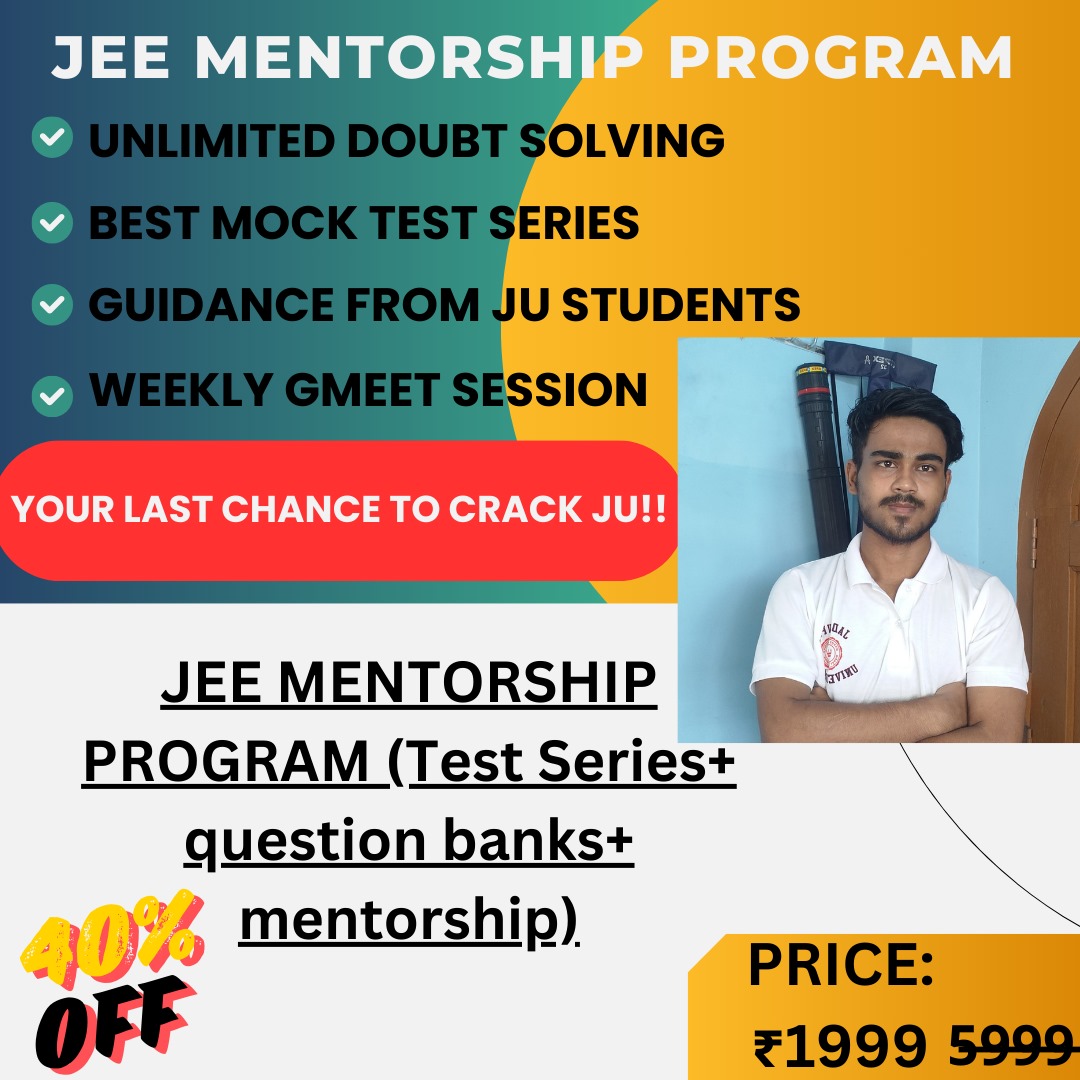 JEE MENTORSHIP PROGRAM
UNLIMITED DOUBT SOLVING
BEST MOCK TEST SERIES
GUIDANCE FROM JU STUDENTS
WEEKLY GMEET SESSION
YOUR LAST CHANCE TO CRACK JU!!
JEE MENTORSHIP
PROGRAM (Test Series+
question banks+
mentorship)
40%
OFF
PRICE:
₹1999 5999